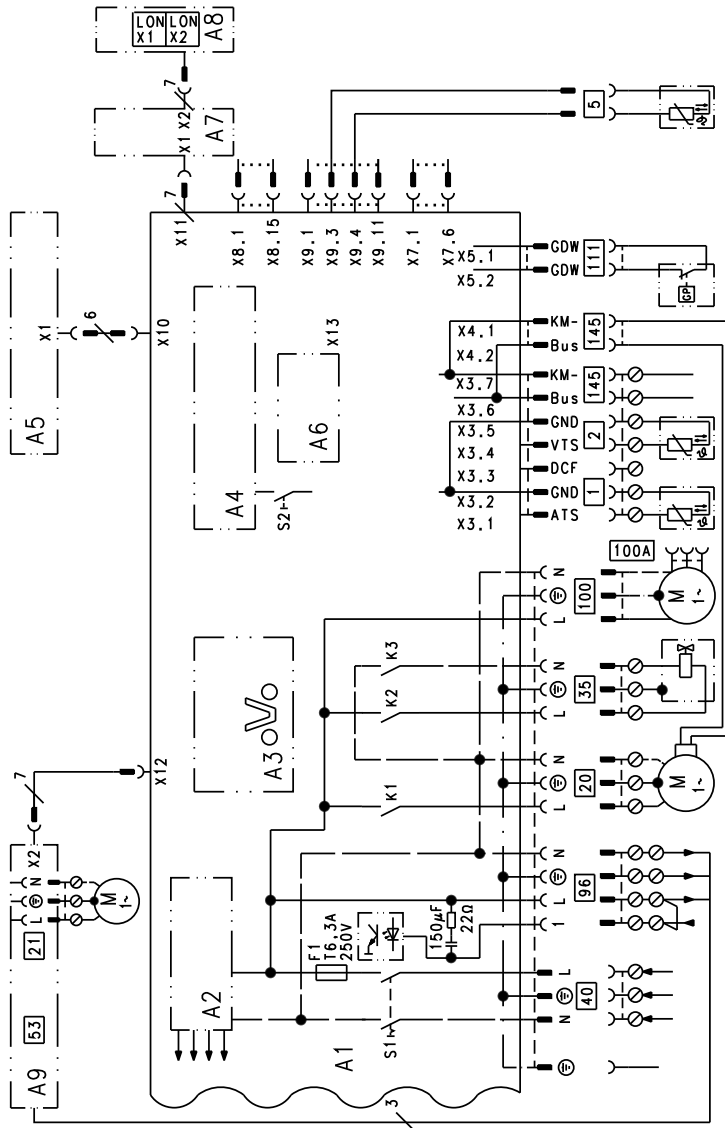 LON LON
X1 X2
A8
7
X1 X2
A7
7
X11
X8.1
X8.15
X9.1
X9.3
X9.4
X9.11
X7.1
X7.6
5
ϑ
A5
X1
6
X10
X13
A6
A4
S2
X5.1
X5.2
GDW
GDW
111
GP
X4.1
X4.2
X3.7
X3.6
X3.5
X3.4
X3.3
X3.2
X3.1
KM-
Bus
145
KM-
Bus
145
GND
VTS
2
DCF
GND
1
ATS
ϑ
ϑ
100A
A3
K3
K2
K1
N
L
100
M
1~
N
L
35
N
L
20
M
1~
N
L
1
96
L
N
40
X12
7
X2
N
L
M
1~
21
53
A9
A2
F1
T6,3A
250V
150µF
22Ω
A1
S1
3